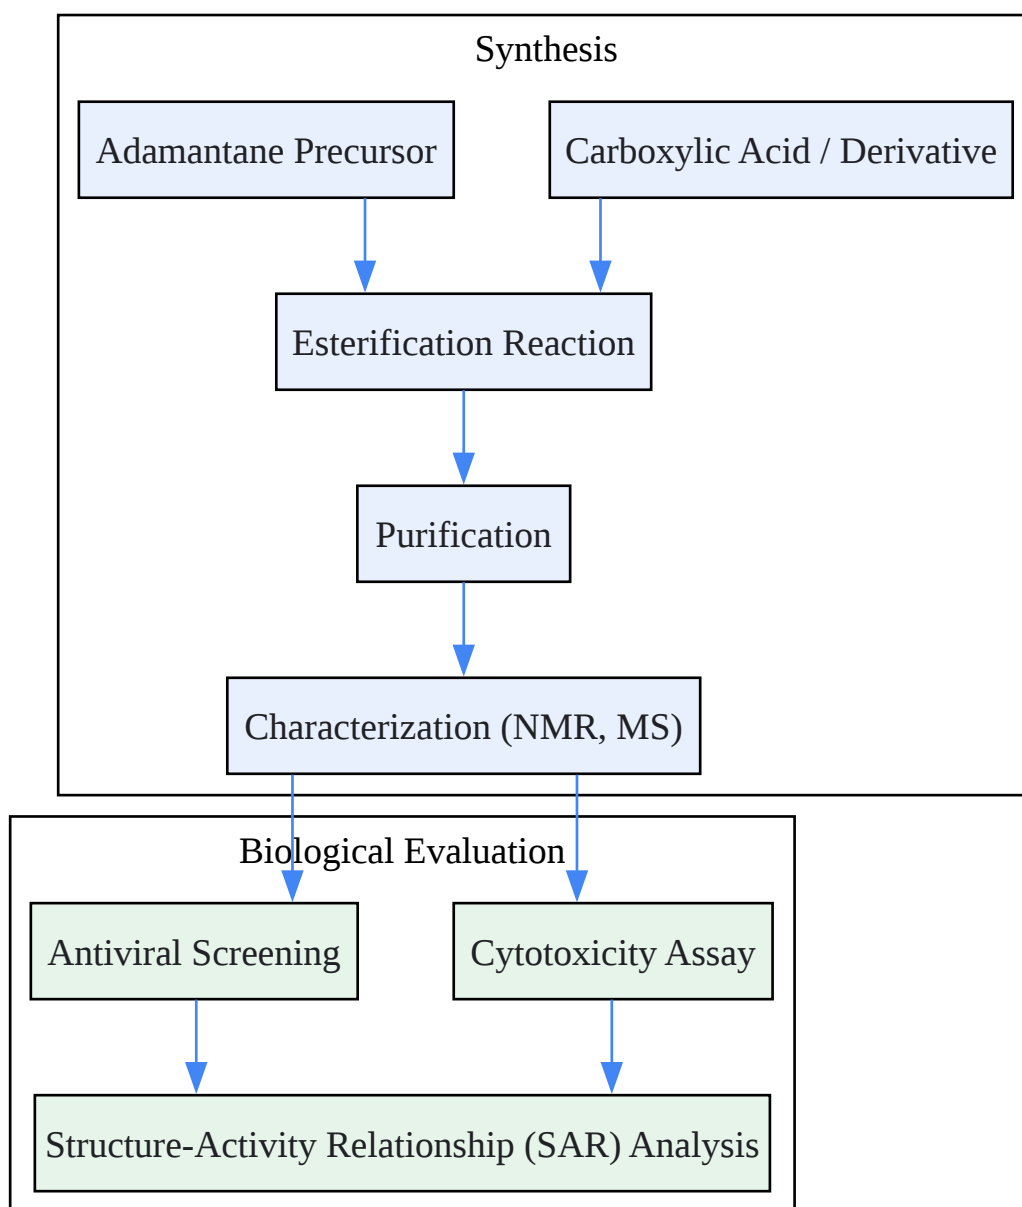 Synthesis
Adamantane Precursor
Carboxylic Acid / Derivative
Esterification Reaction
Purification
Characterization (NMR, MS)
Biological Evaluation
Antiviral Screening
Cytotoxicity Assay
Structure-Activity Relationship (SAR) Analysis